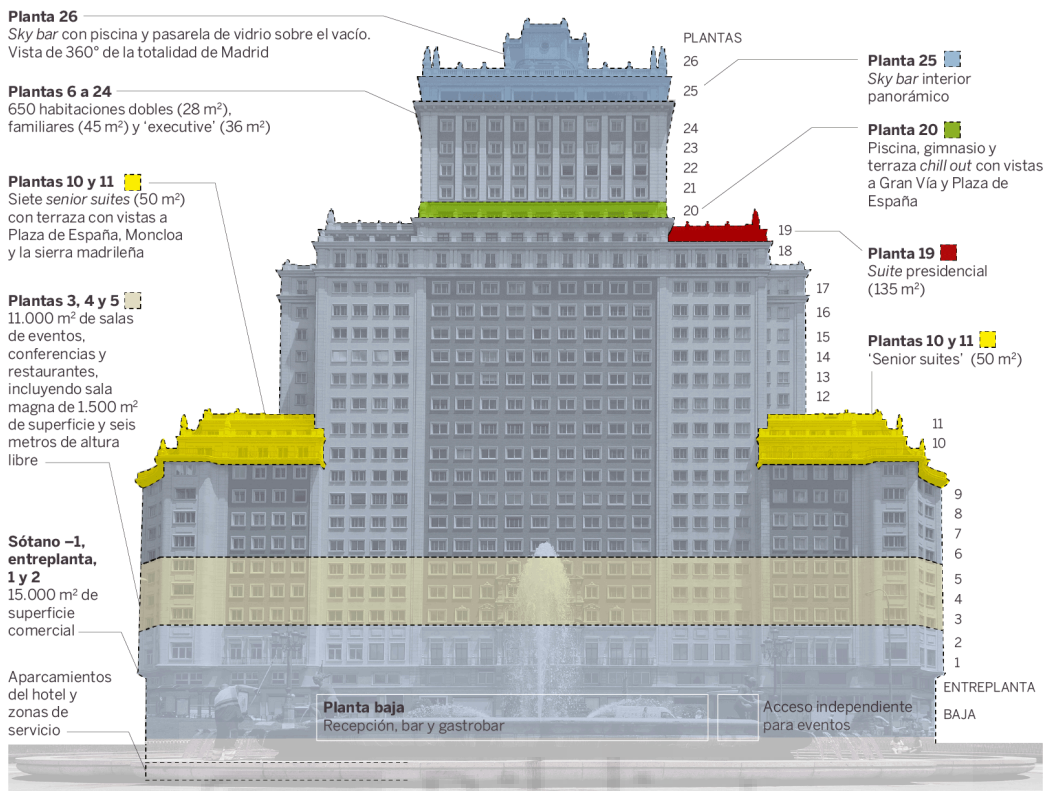 Planta 26
Sky bar con piscina y pasarela de vidrio sobre el vacío.
Vista de 360° de la totalidad de Madrid
Plantas 6 a 24
650 habitaciones dobles (28 m²),
familiares (45 m²) y ‘executive’ (36 m²)
Plantas 10 y 11
Siete senior suites (50 m²)
con terraza con vistas a
Plaza de España, Moncloa
y la sierra madrileña
Plantas 3, 4 y 5
11.000 m² de salas
de eventos,
conferencias y
restaurantes,
incluyendo sala
magna de 1.500 m²
de superficie y seis
metros de altura
libre
Sótano –1,
entreplanta,
1 y 2
15.000 m² de
superficie
comercial
Aparcamientos
del hotel y
zonas de
servicio
Planta baja
Recepción, bar y gastrobar
Acceso independiente
para eventos
PLANTAS
26
25
24
23
22
21
20
19
18
17
16
15
14
13
12
11
10
9
8
7
6
5
4
3
2
1
ENTREPLANTA
BAJA
Planta 25
Sky bar interior
panorámico
Planta 20
Piscina, gimnasio y
terraza chill out con vistas
a Gran Vía y Plaza de
España
Planta 19
Suite presidencial
(135 m²)
Plantas 10 y 11
‘Senior suites’ (50 m²)